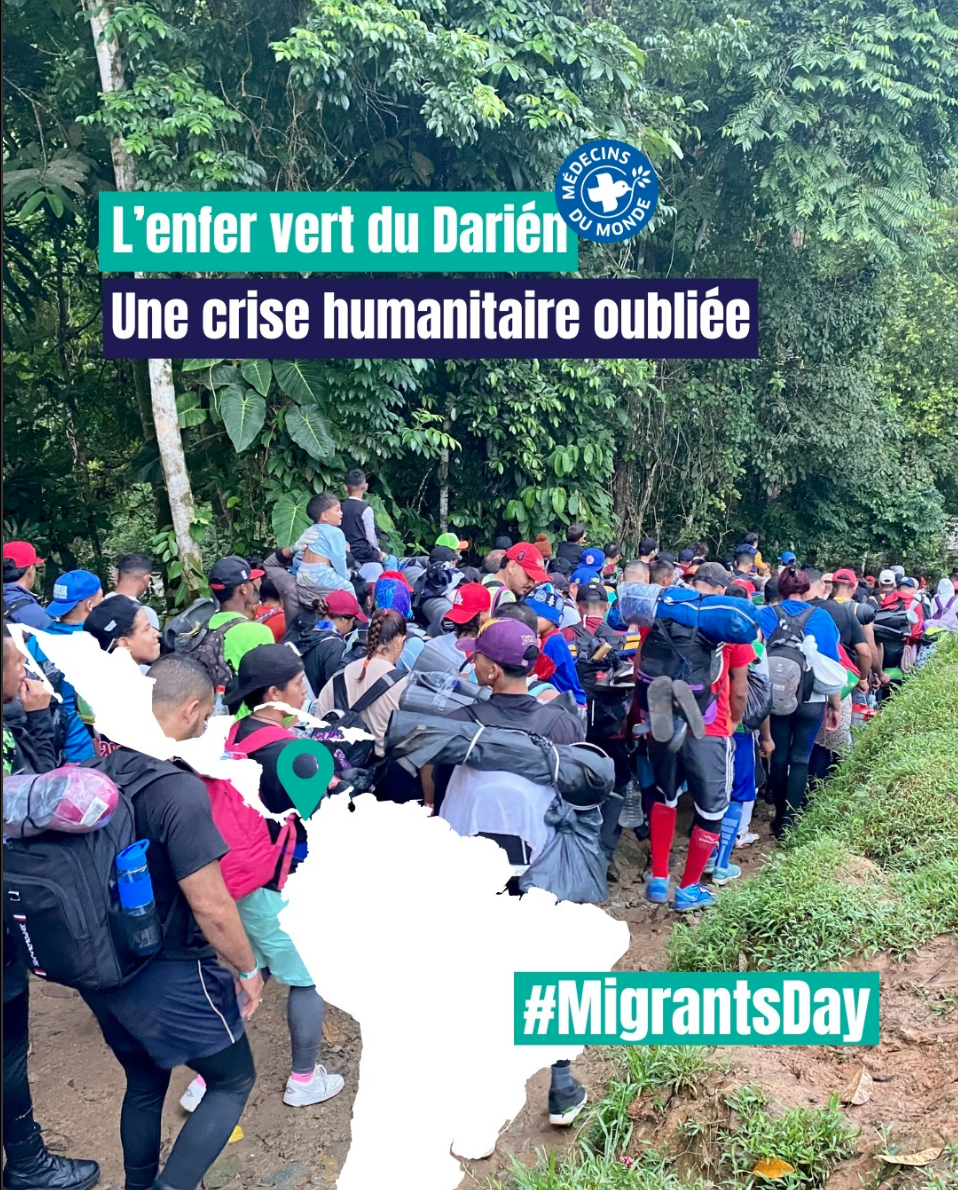 MÉDECINS
DU MONDE
L’enfer vert du Darién
Une crise humanitaire oubliée
#MigrantsDay